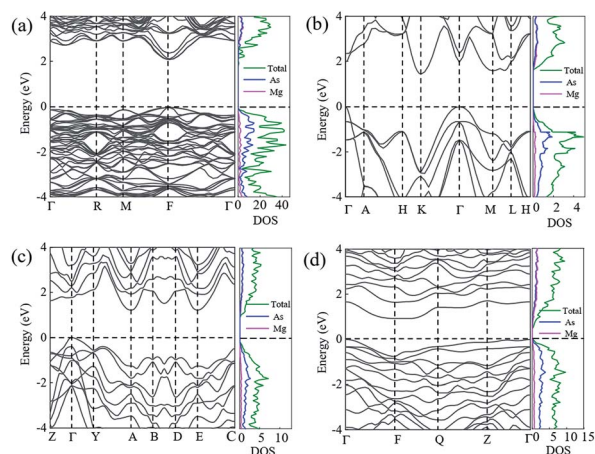 (a)
Energy (eV)
4
2
0
-2
-4
Γ R M F Γ
Total
As
Mg
0 20 40
DOS
(b)
Energy (eV)
4
2
0
-2
-4
Γ A H K Γ M L H
Total
As
Mg
0 2 4
DOS
(c)
Energy (eV)
4
2
0
-2
-4
Z Γ Y A B D E C
Total
As
Mg
0 5 10
DOS
(d)
Energy (eV)
4
2
0
-2
-4
Γ F Q Z Γ
Total
As
Mg
0 5 10 15
DOS